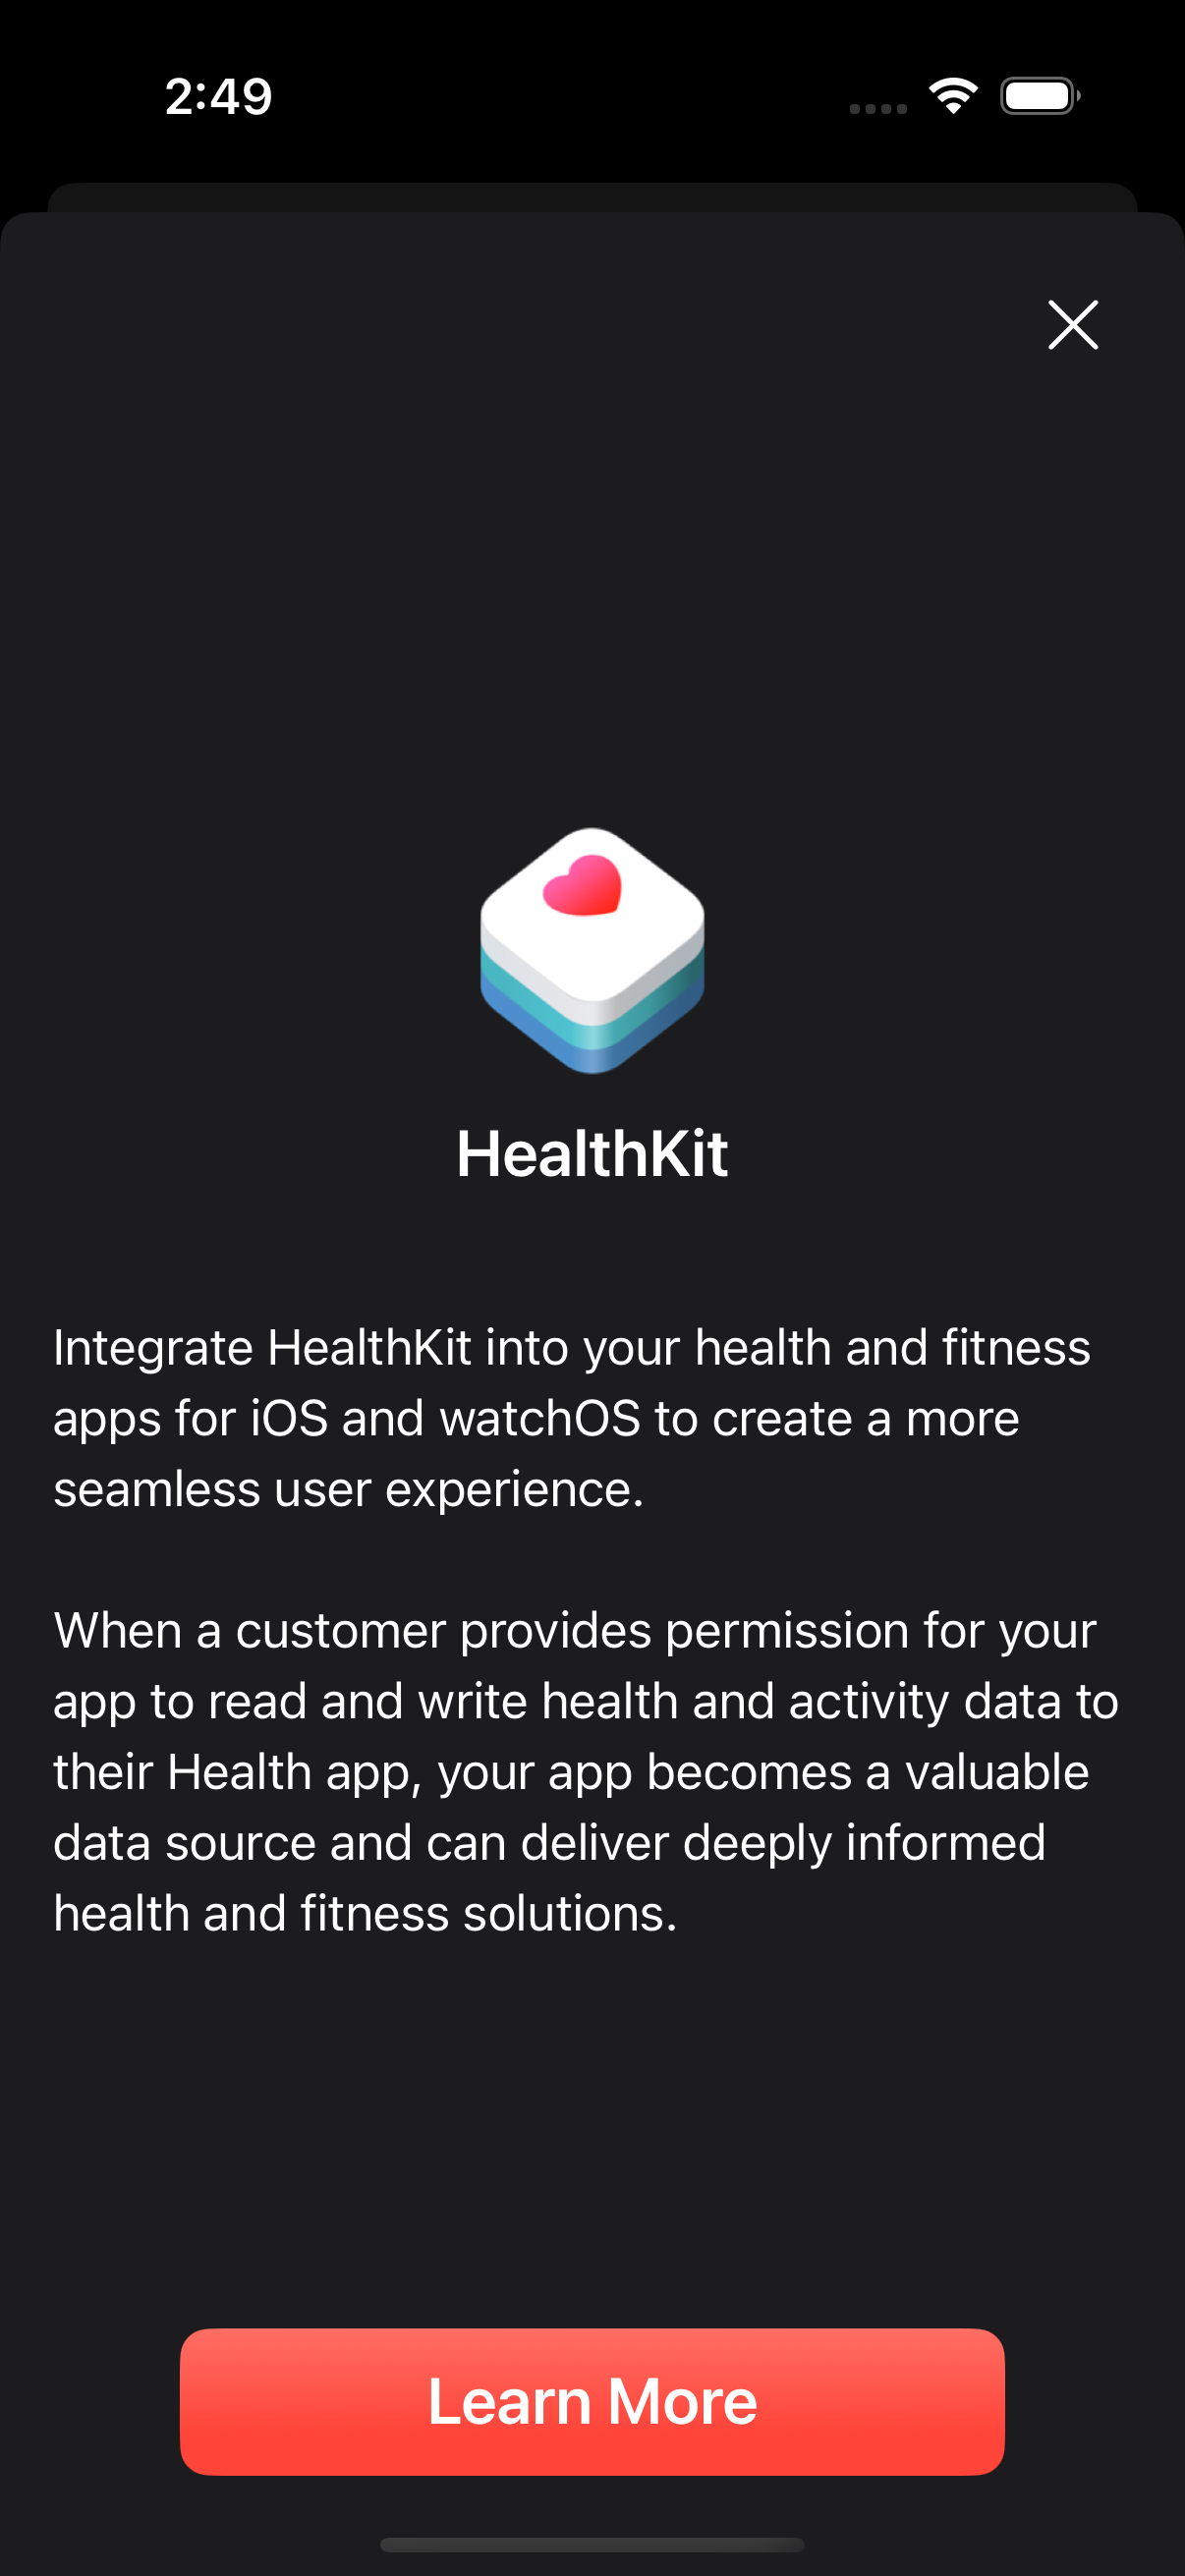 2:49
HealthKit
Integrate HealthKit into your health and fitness
apps for iOS and watchOS to create a more
seamless user experience.
When a customer provides permission for your
app to read and write health and activity data to
their Health app, your app becomes a valuable
data source and can deliver deeply informed
health and fitness solutions.
Learn More